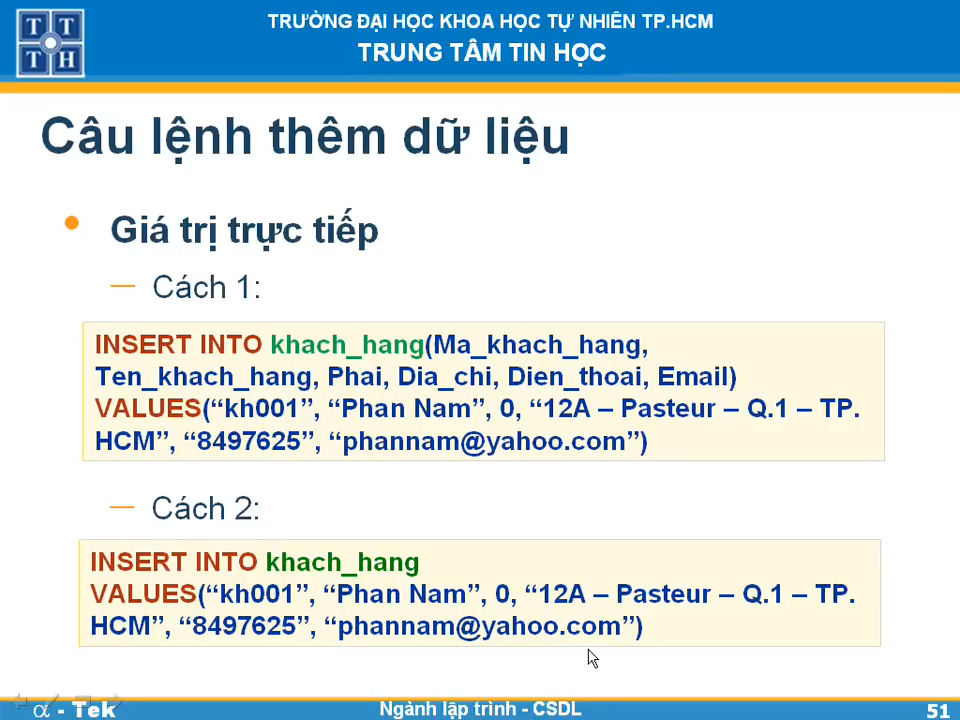 TRƯỜNG ĐẠI HỌC KHOA HỌC TỰ NHIÊN TP.HCM
TRUNG TÂM TIN HỌC
T T
T H
Câu lệnh thêm dữ liệu
• Giá trị trực tiếp
– Cách 1:
INSERT INTO khach_hang(Ma_khach_hang,
Ten_khach_hang, Phai, Dia_chi, Dien_thoai, Email)
VALUES(“kh001”, “Phan Nam”, 0, “12A – Pasteur – Q.1 – TP.
HCM”, “8497625”, “phannam@yahoo.com”)
– Cách 2:
INSERT INTO khach_hang
VALUES(“kh001”, “Phan Nam”, 0, “12A – Pasteur – Q.1 – TP.
HCM”, “8497625”, “phannam@yahoo.com”)
α - Tek
Ngành lập trình - CSDL
51